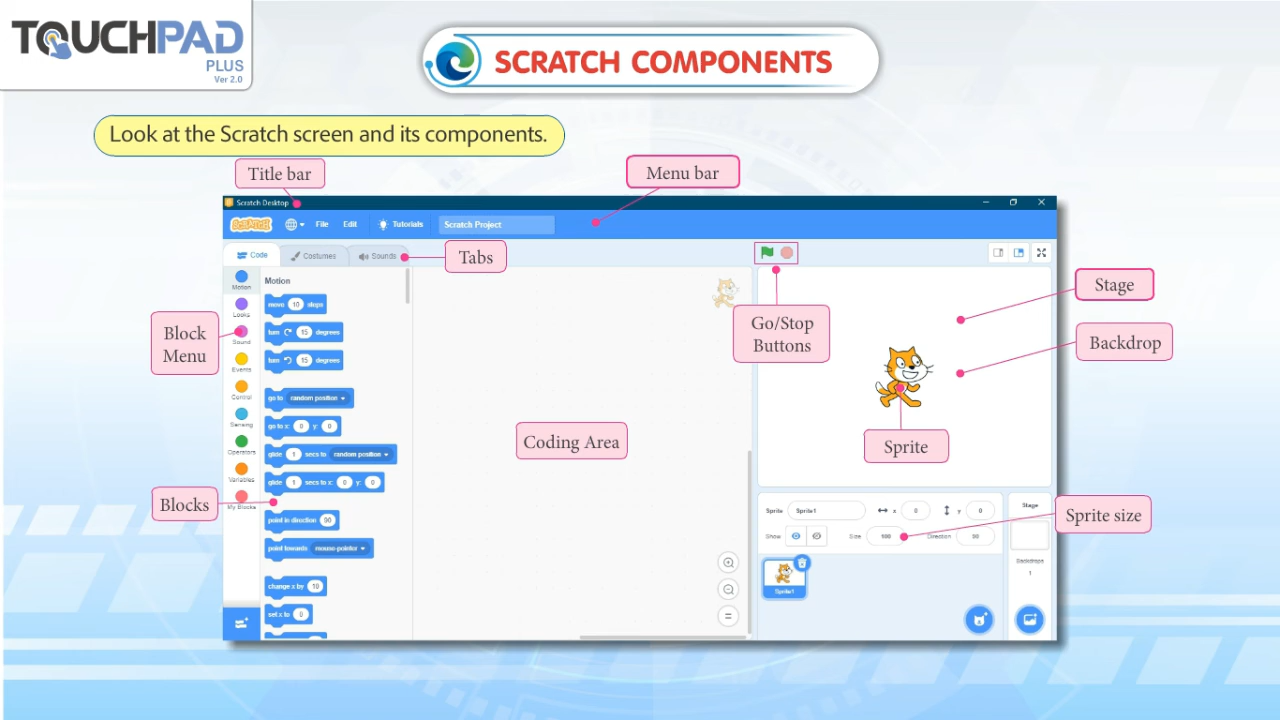 TOUCHPAD
PLUS
Ver 2.0
SCRATCH COMPONENTS
Look at the Scratch screen and its components.
Title bar
Menu bar
Scratch Desktop
SCRATCH
File Edit Tutorials Scratch Project
Code Costumes Sounds
Tabs
Motion
Looks
Sound
Events
Control
Sensing
Operators
Variables
My Blocks
Block
Menu
Blocks
Motion
move 10 steps
turn 15 degrees
turn 15 degrees
go to random position
go to x: 0 y: 0
glide 1 secs to random position
glide 1 secs to x: 0 y: 0
point in direction 90
point towards mouse-pointer
change x by 10
set x to 0
Coding Area
Go/Stop
Buttons
Stage
Backdrop
Sprite
Sprite size
Sprite Sprite1 x 0 y 0
Show Size 100 Direction 90
Sprite1
Stage
Backdrops
1